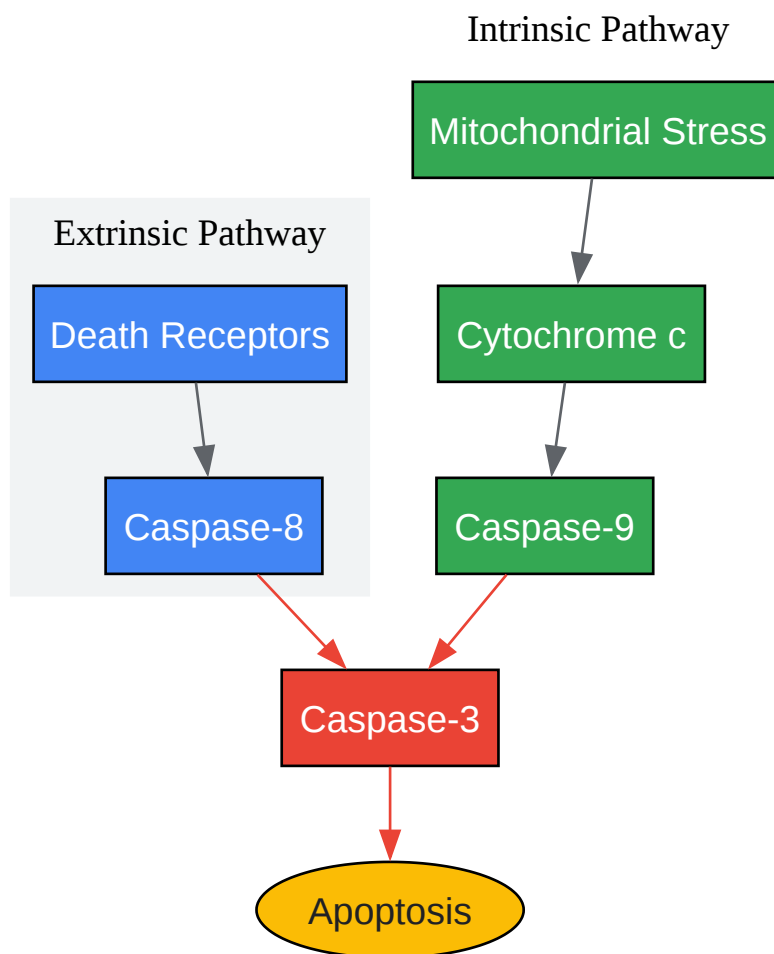 Intrinsic Pathway
Mitochondrial Stress
Extrinsic Pathway
Death Receptors
Cytochrome c
Caspase-8
Caspase-9
Caspase-3
Apoptosis